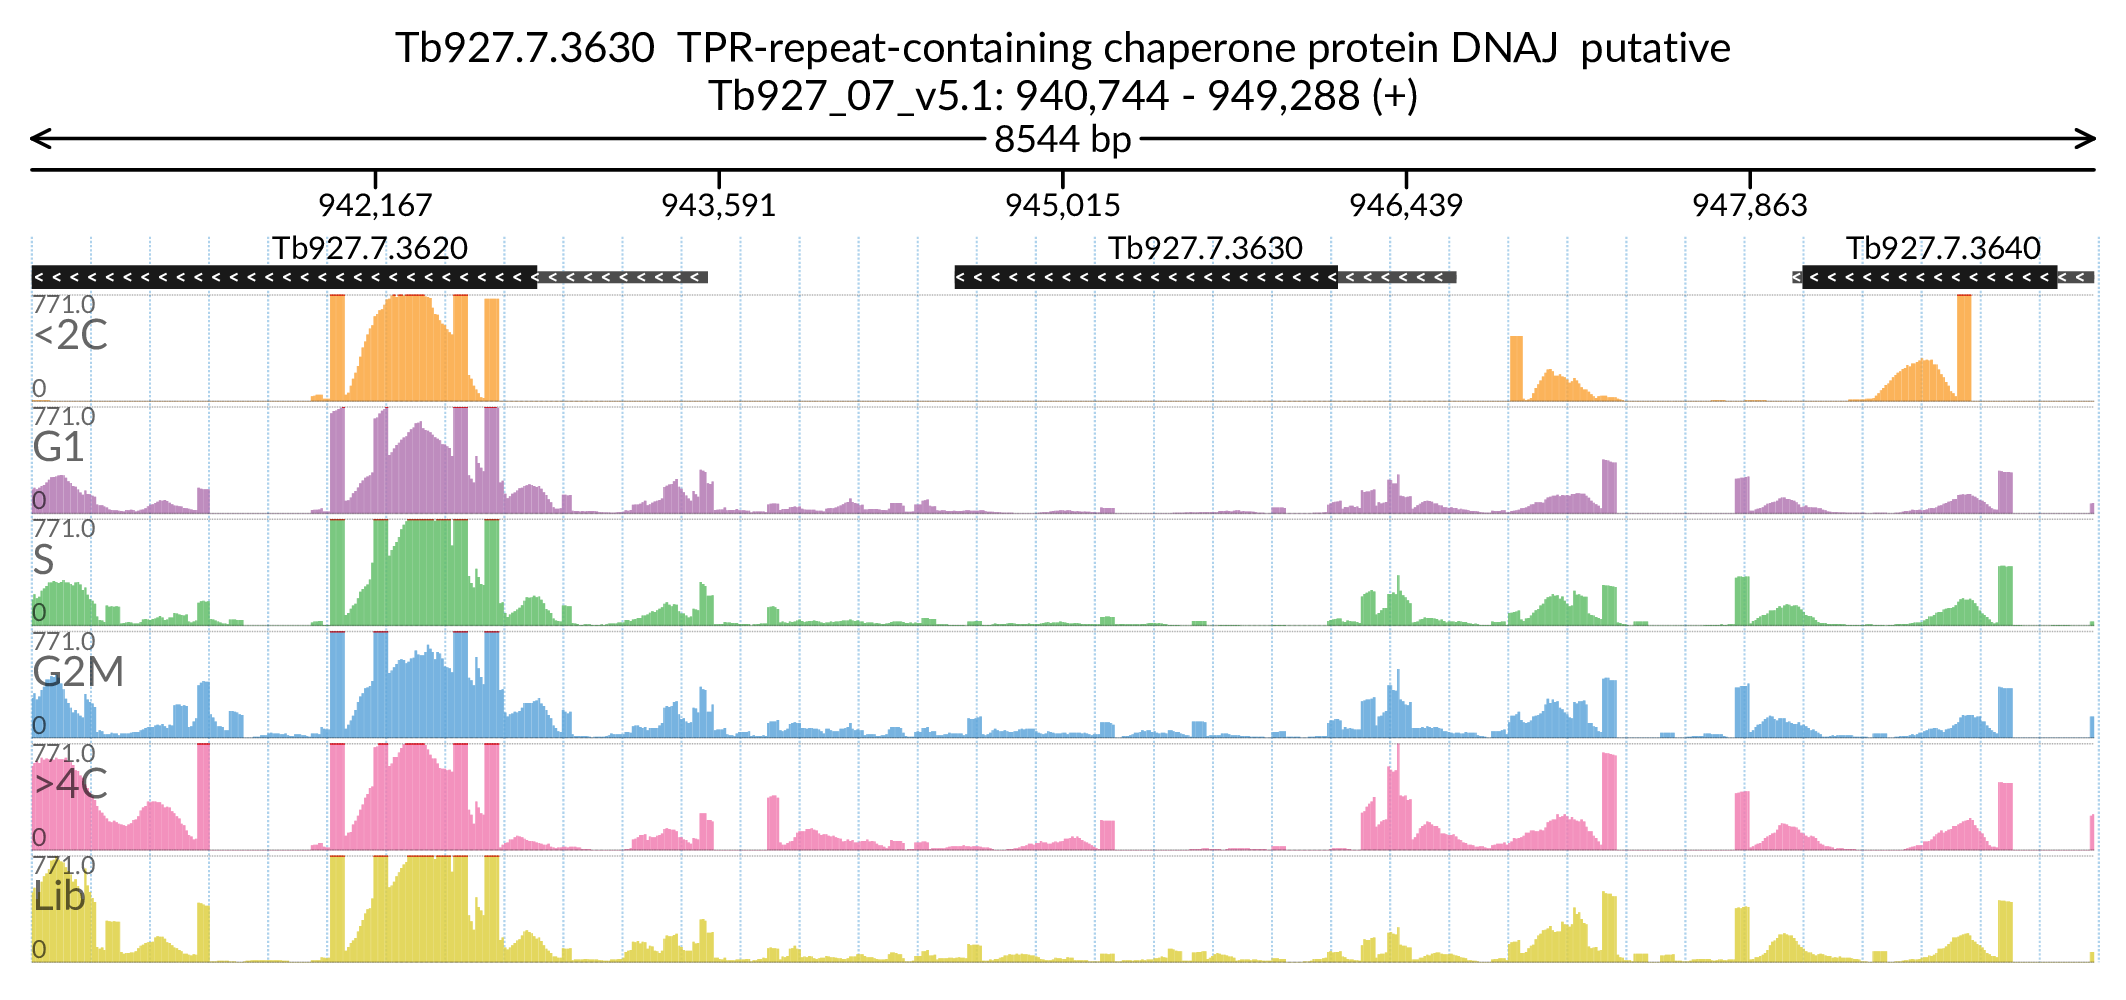 Tb927.7.3630  TPR-repeat-containing chaperone protein DNAJ  putative
Tb927_07_v5.1: 940,744 - 949,288 (+)
8544 bp
942,167 943,591 945,015 946,439 947,863
Tb927.7.3620 Tb927.7.3630 Tb927.7.3640
771.0
<2C
0
771.0
G1
0
771.0
S
0
771.0
G2M
0
771.0
>4C
0
771.0
Lib
0